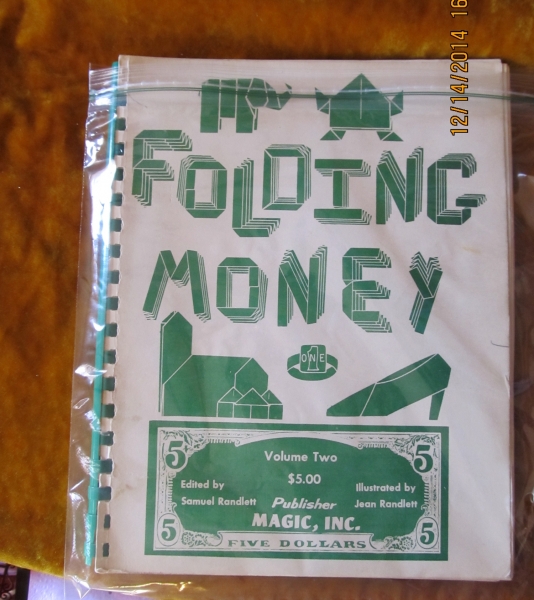 12/14/2014 16
FOLDING
MONEY
ONE
1
5 5
Volume Two
$5.00
Edited by
Samuel Randlett
Illustrated by
Jean Randlett
Publisher
MAGIC, INC.
5 5
FIVE DOLLARS